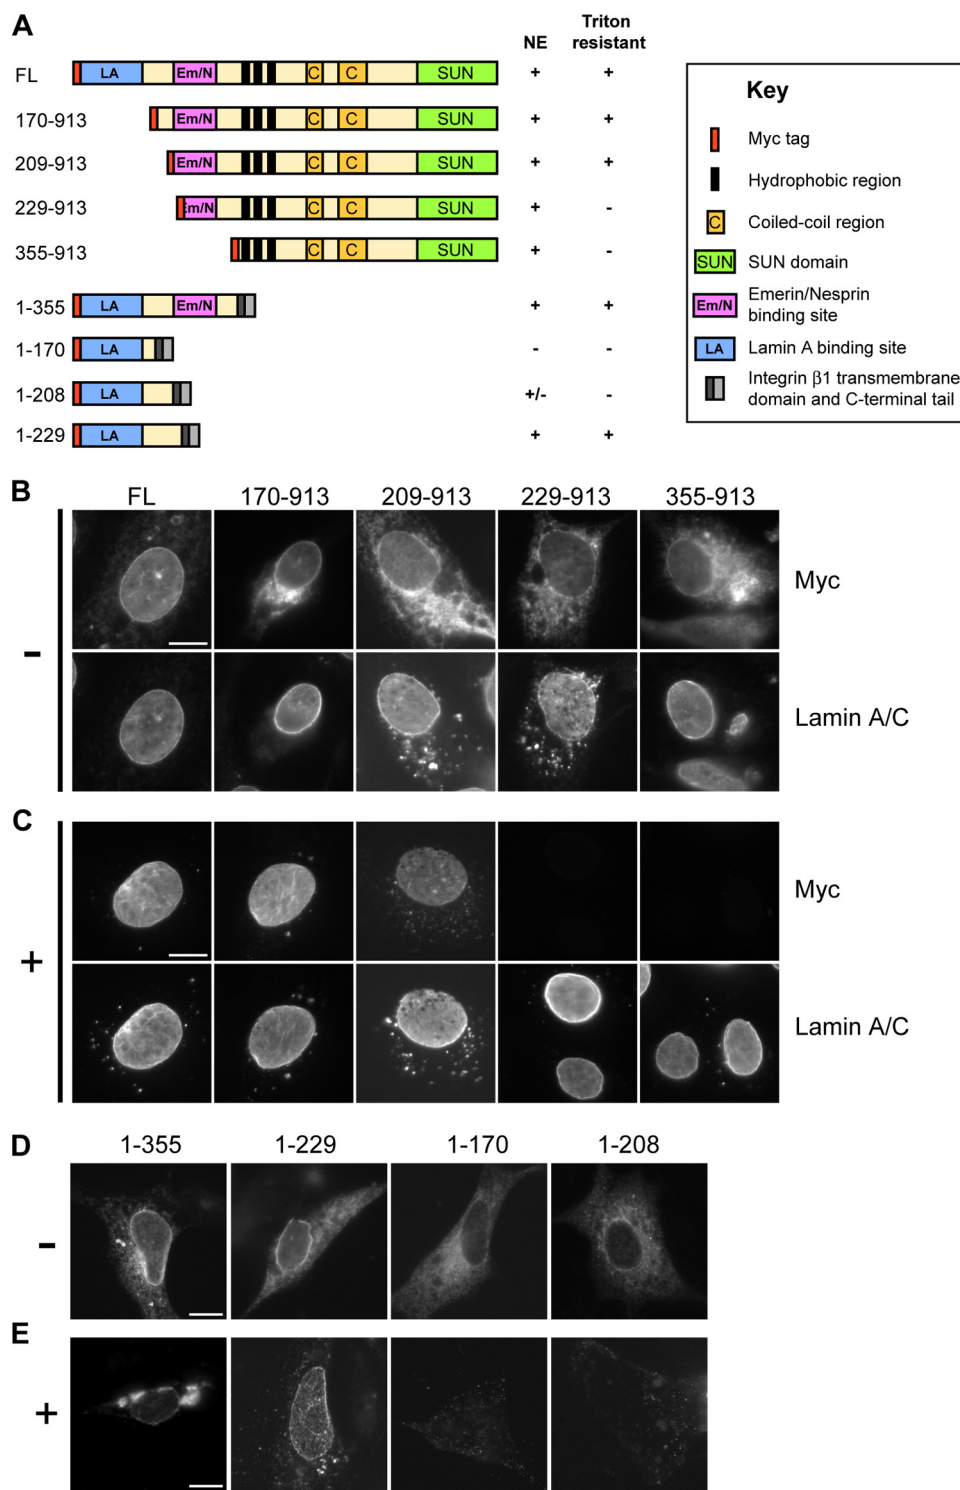 A
NE
Triton
resistant
FL LA Em/N C C SUN + +
170-913 Em/N C C SUN + +
209-913 Em/N C C SUN + +
229-913 Em/N C C SUN + -
355-913 C C SUN + -
1-355 LA Em/N + +
1-170 LA - -
1-208 LA +/- -
1-229 LA + +
Key
Myc tag
Hydrophobic region
C Coiled-coil region
SUN SUN domain
Em/N Emerin/Nesprin
binding site
LA Lamin A binding site
Integrin β1 transmembrane
domain and C-terminal tail
B
FL 170-913 209-913 229-913 355-913
-
Myc
Lamin A/C
C
+
Myc
Lamin A/C
D
1-355 1-229 1-170 1-208
-
E
+